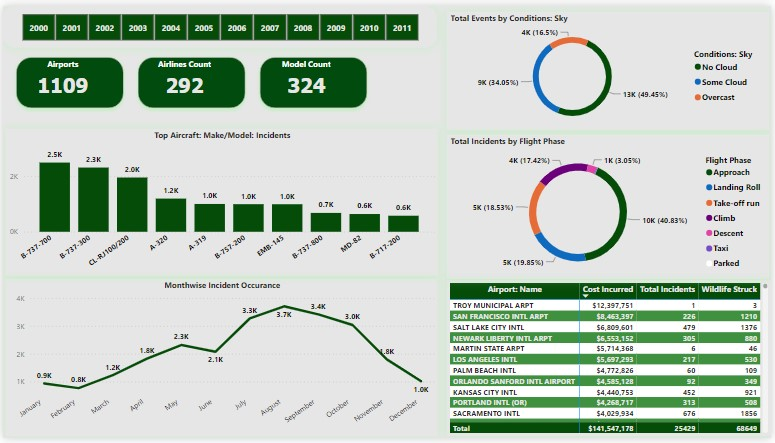 2000 2001 2002 2003 2004 2005 2006 2007 2008 2009 2010 2011
Airports
1109
Airlines Count
292
Model Count
324
Total Events by Conditions: Sky
4K (16.5%)
9K (34.05%)
13K (49.45%)
Conditions: Sky
No Cloud
Some Cloud
Overcast
Top Aircraft: Make/Model: Incidents
2K
0K
2.5K
2.3K
2.0K
1.2K
1.0K
1.0K
1.0K
0.7K
0.6K
0.6K
B-737-700
B-737-300
CL-RJ100/200
A-320
A-319
B-757-200
EMB-145
B-737-800
MD-82
B-717-200
Total Incidents by Flight Phase
4K (17.42%)
1K (3.05%)
5K (18.53%)
10K (40.83%)
5K (19.85%)
Flight Phase
Approach
Landing Roll
Take-off run
Climb
Descent
Taxi
Parked
Monthwise Incident Occurance
4K
3K
2K
1K
0.9K
0.8K
1.2K
1.8K
2.3K
2.1K
3.3K
3.7K
3.4K
3.0K
1.8K
1.0K
January
February
March
April
May
June
July
August
September
October
November
December
Airport: Name Cost Incurred Total Incidents Wildlife Struck
TROY MUNICIPAL ARPT $12,397,751 1 3
SAN FRANCISCO INTL ARPT $8,463,397 226 1210
SALT LAKE CITY INTL $6,809,601 479 1376
NEWARK LIBERTY INTL ARPT $6,553,152 305 880
MARTIN STATE ARPT $5,714,368 6 46
LOS ANGELES INTL $5,697,293 217 530
PALM BEACH INTL $4,772,826 60 109
ORLANDO SANFORD INTL AIRPORT $4,585,128 92 349
KANSAS CITY INTL $4,440,753 452 921
PORTLAND INTL (OR) $4,268,717 313 508
SACRAMENTO INTL $4,029,934 676 1856
Total $141,547,178 25429 68649